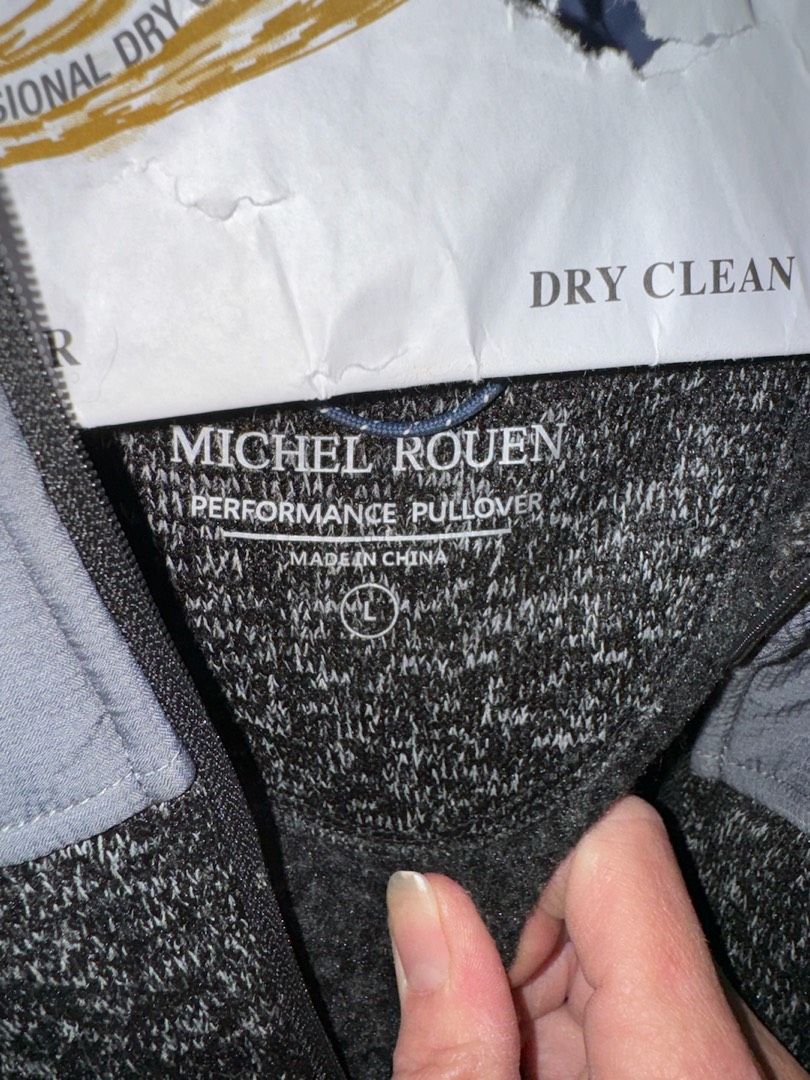 SIONAL DRY
DRY CLEAN
R
MICHEL ROUEN
PERFORMANCE PULLOVER
MADE IN CHINA
L